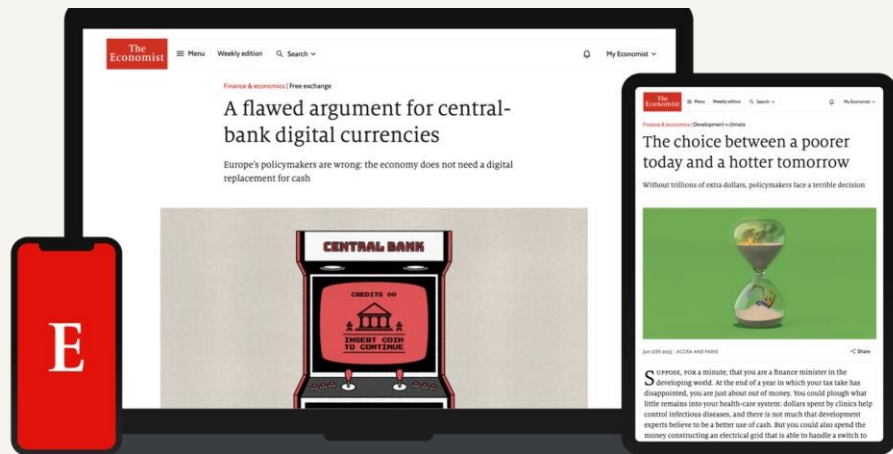 The
Economist
Menu
Weekly edition
Search
My Economist
Finance & economics | Free exchange
A flawed argument for central-
bank digital currencies
Europe's policymakers are wrong: the economy does not need a digital
replacement for cash
CENTRAL BANK
CREDITS 00
INSERT COIN
TO CONTINUE
E
The
Economist
Menu
Weekly edition
Search
My Economist
Finance & economics | Development v climate
The choice between a poorer
today and a hotter tomorrow
Without trillions of extra dollars, policymakers face a terrible decision
Jun 27th 2023 | ACCRA AND PARIS
Share
SUPPOSE, FOR a minute, that you are a finance minister in the
developing world. At the end of a year in which your tax take has
disappointed, you are just about out of money. You could plough what
little remains into your health-care system: dollars spent by clinics help
control infectious diseases, and there is not much that development
experts believe to be a better use of cash. But you could also spend the
money constructing an electrical grid that is able to handle a switch to